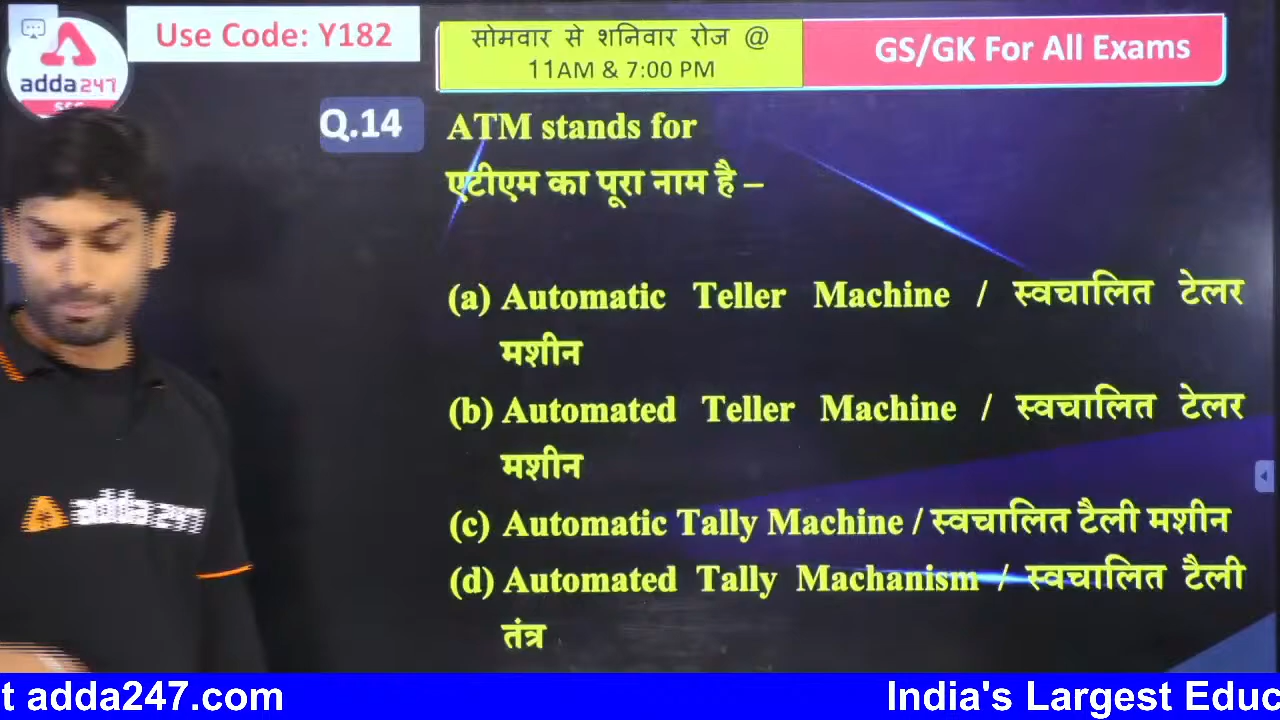 Use Code: Y182
सोमवार से शनिवार रोज @
11AM & 7:00 PM
GS/GK For All Exams
adda247
SSC
Q.14
ATM stands for
एटीएम का पूरा नाम है –
(a) Automatic Teller Machine / स्वचालित टेलर
मशीन
(b) Automated Teller Machine / स्वचालित टेलर
मशीन
(c) Automatic Tally Machine / स्वचालित टैली मशीन
(d) Automated Tally Machanism / स्वचालित टैली
तंत्र
adda247
t adda247.com
India's Largest Educ